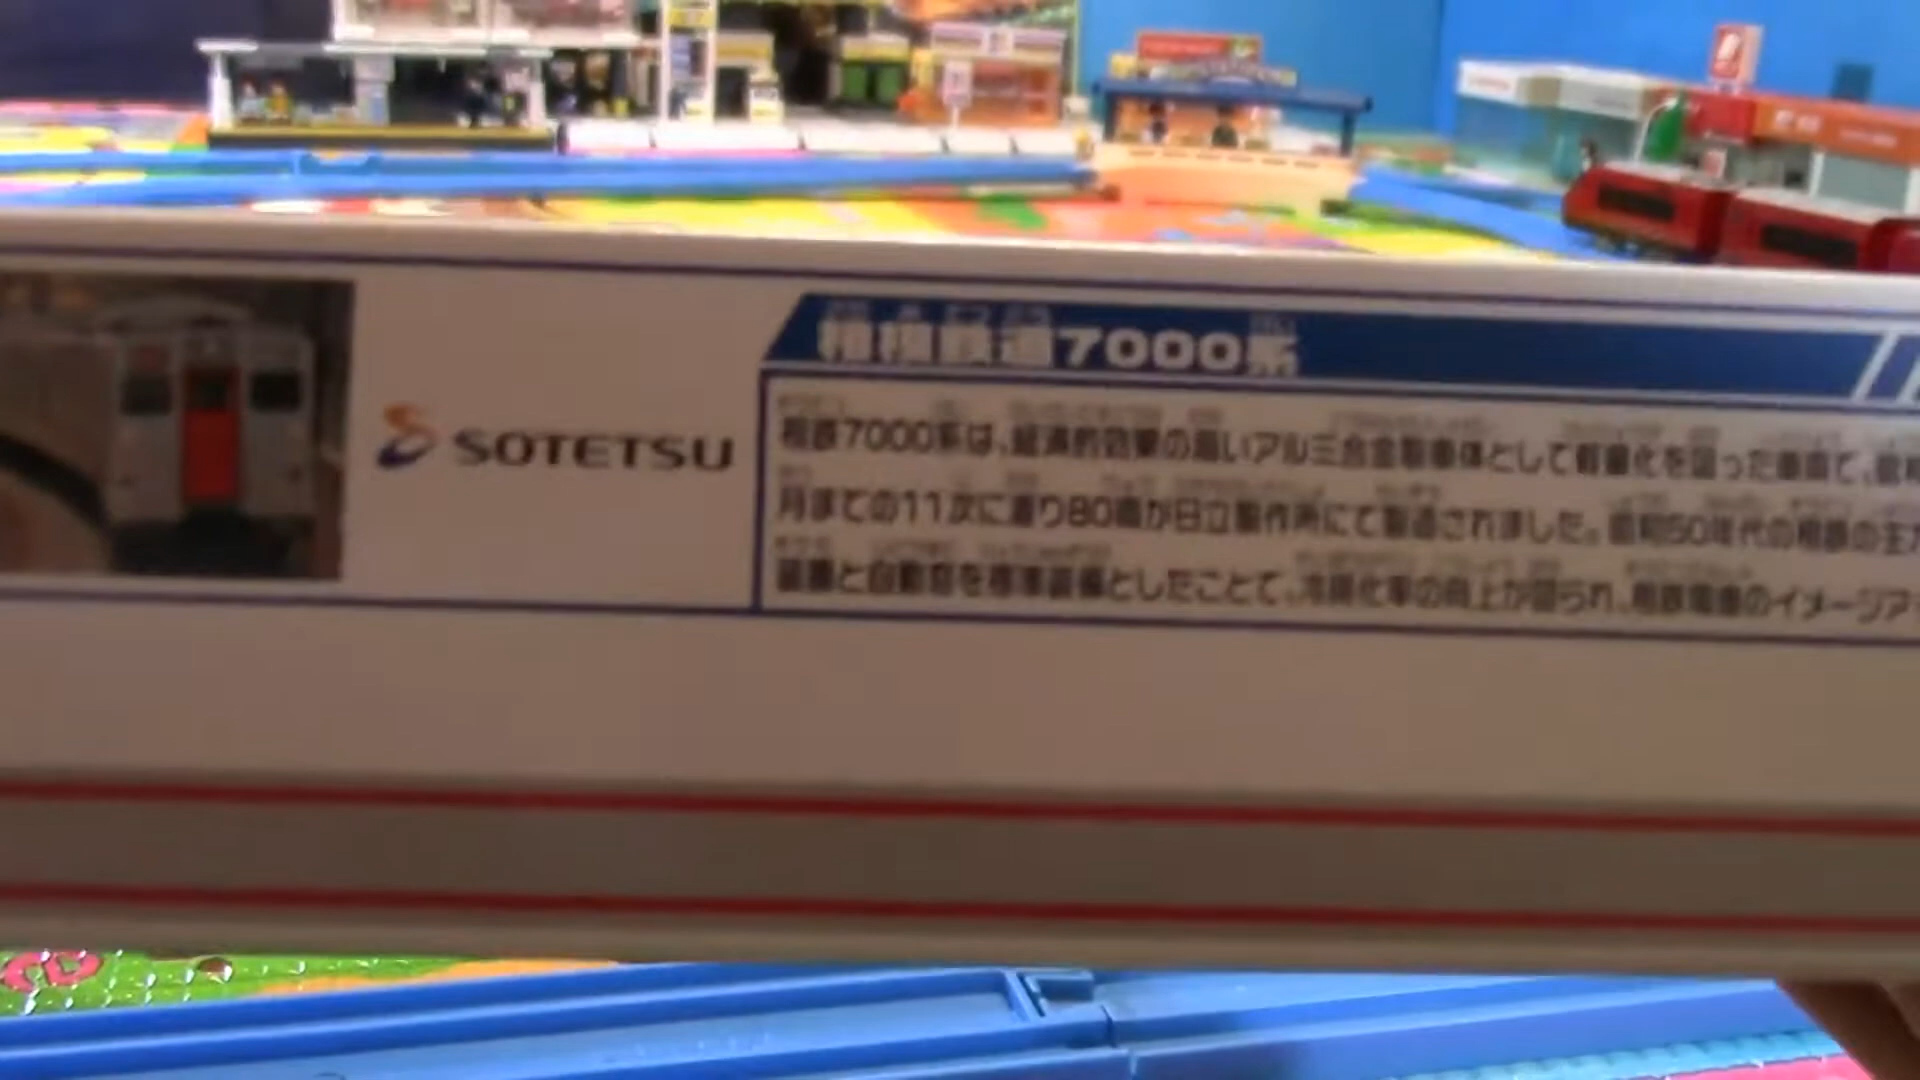 SOTETSU
相模鉄道7000系
相鉄7000系は、経済的効果の高いアルミ合金製車体として軽量化を図った車両で、昭
月までの11次に渡り80両が日立製作所にて製造されました。昭和50年代の相鉄の主
装置と自動窓を標準装備としたことで、冷房化率の向上が図られ、相鉄電車のイメージア